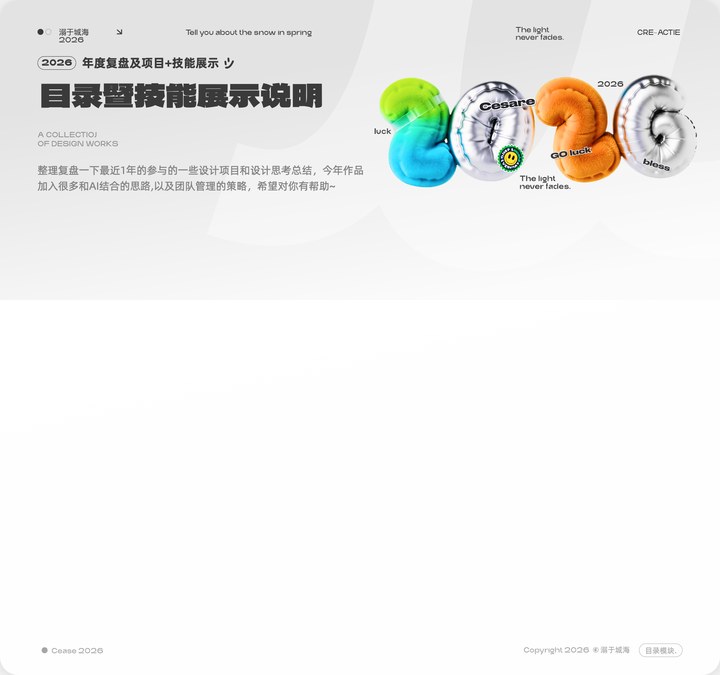 溺于城海
2026
Tell you about the snow in spring
The light
never fades.
CRE-ACTIE
2026 年度复盘及项目+技能展示
目录暨技能展示说明
A COLLECTIOJ
OF DESIGN WORKS
整理复盘一下最近1年的参与的一些设计项目和设计思考总结，今年作品
加入很多和AI结合的思路,以及团队管理的策略，希望对你有帮助~
2026
Cesare
luck
GO luck
bless
The light
never fades.
Cease 2026
Copyright 2026 ©溺于城海
目录模块.